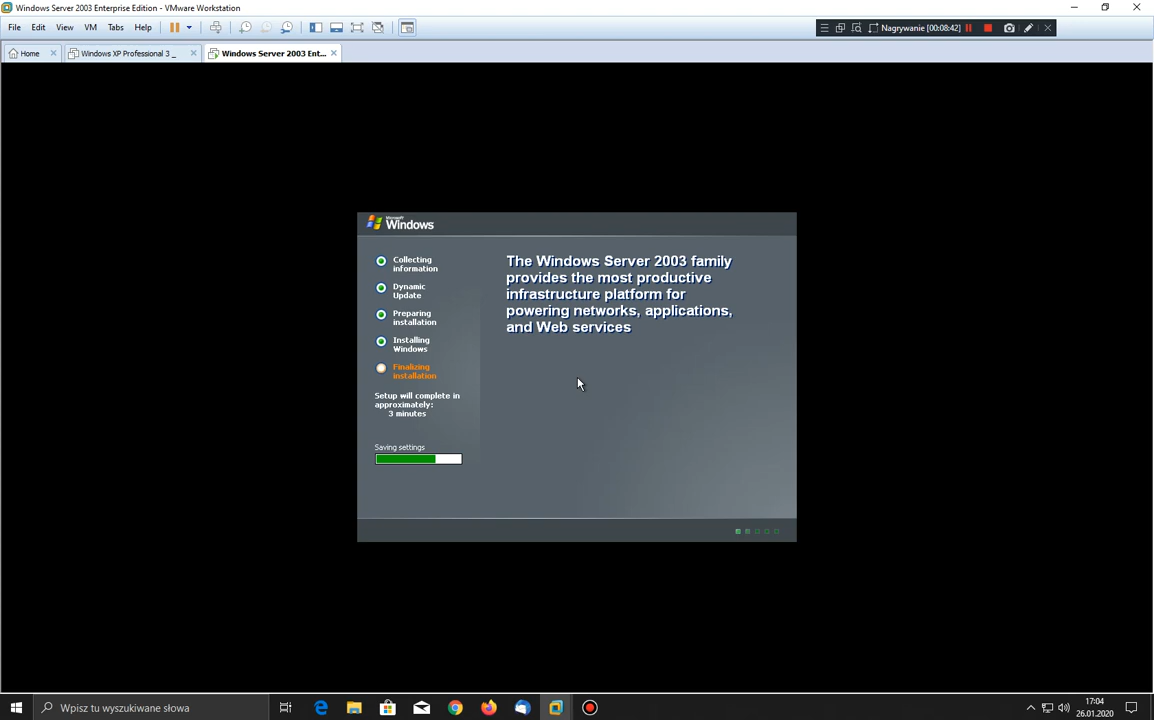 Windows Server 2003 Enterprise Edition - VMware Workstation
File Edit View VM Tabs Help
Nagrywanie [00:08:42]
Home
Windows XP Professional 3 _
Windows Server 2003 Ent...
Microsoft
Windows
Collecting
information
Dynamic
Update
Preparing
installation
Installing
Windows
Finalizing
installation
Setup will complete in
approximately:
3 minutes
Saving settings
The Windows Server 2003 family
provides the most productive
infrastructure platform for
powering networks, applications,
and Web services
Wpisz tu wyszukiwane słowa
17:04
26.01.2020